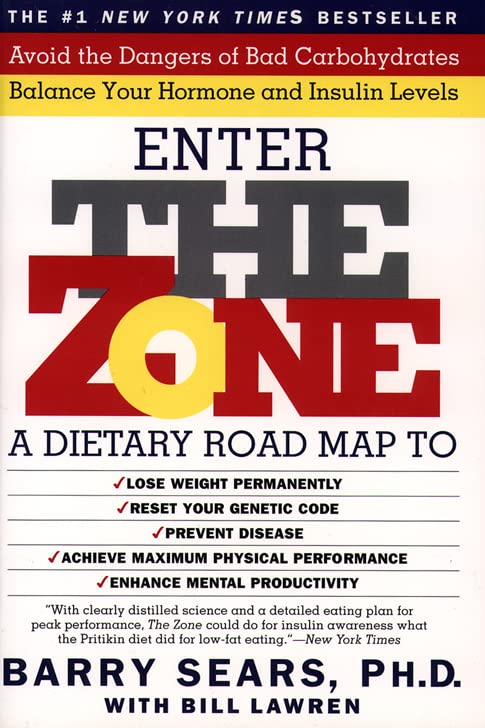 THE #1 NEW YORK TIMES BESTSELLER
Avoid the Dangers of Bad Carbohydrates
Balance Your Hormone and Insulin Levels
ENTER
THE
ZONE
A DIETARY ROAD MAP TO
✓LOSE WEIGHT PERMANENTLY
✓RESET YOUR GENETIC CODE
✓PREVENT DISEASE
✓ACHIEVE MAXIMUM PHYSICAL PERFORMANCE
✓ENHANCE MENTAL PRODUCTIVITY
"With clearly distilled science and a detailed eating plan for
peak performance, The Zone could do for insulin awareness what
the Pritikin diet did for low-fat eating."—New York Times
BARRY SEARS, PH.D.
WITH BILL LAWREN